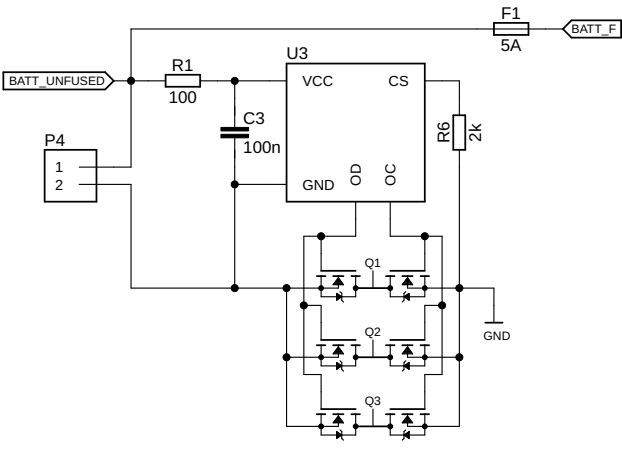 F1
BATT_F
5A
U3
R1
BATT_UNFUSED
VCC
CS
100
C3
R6
2k
P4
100n
1
2
GND
OD
OC
Q1
GND
Q2
Q3